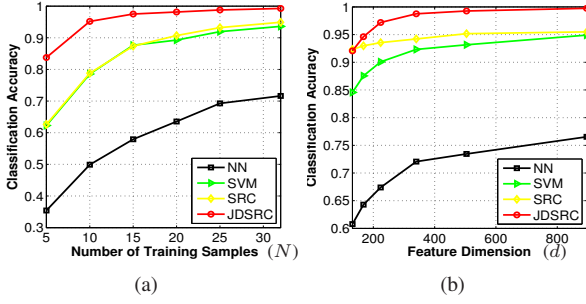 Classification Accuracy
1
0.9
0.8
0.7
0.6
0.5
0.4
0.3
5 10 15 20 25 30
Number of Training Samples (N)
NN
SVM
SRC
JDSRC
(a)
Classification Acuracy
1
0.95
0.9
0.85
0.8
0.75
0.7
0.65
0.6
200 400 600 800
Feature Dimension (d)
NN
SVM
SRC
JDSRC
(b)